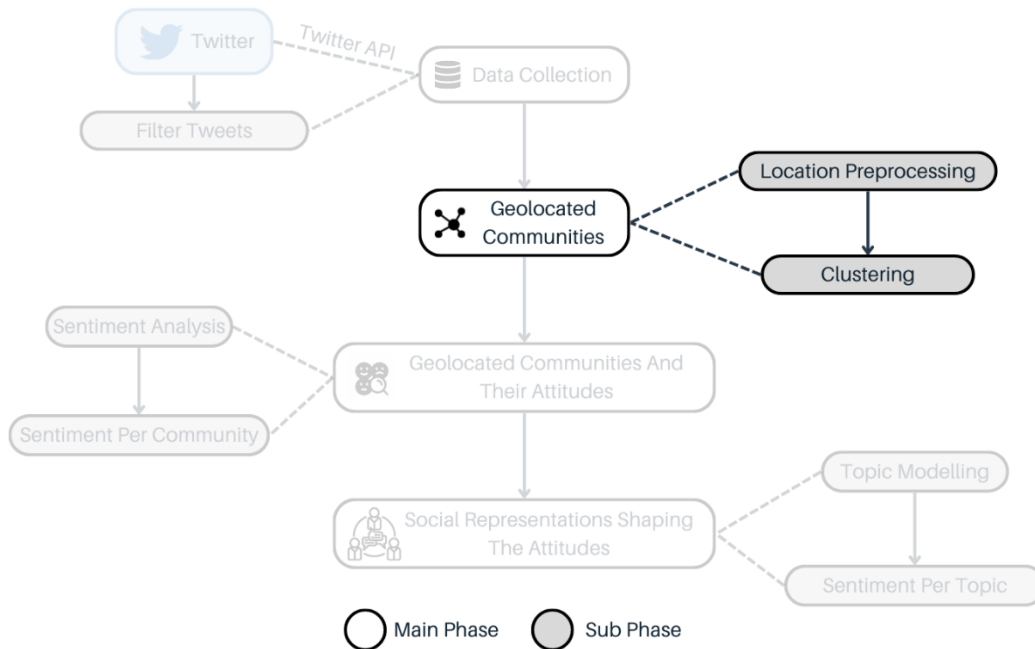 Twitter
Twitter API
Data Collection
Filter Tweets
Location Preprocessing
Geolocated
Communities
Clustering
Sentiment Analysis
Geolocated Communities And
Their Attitudes
Sentiment Per Community
Topic Modelling
Social Representations Shaping
The Attitudes
Sentiment Per Topic
Main Phase
Sub Phase